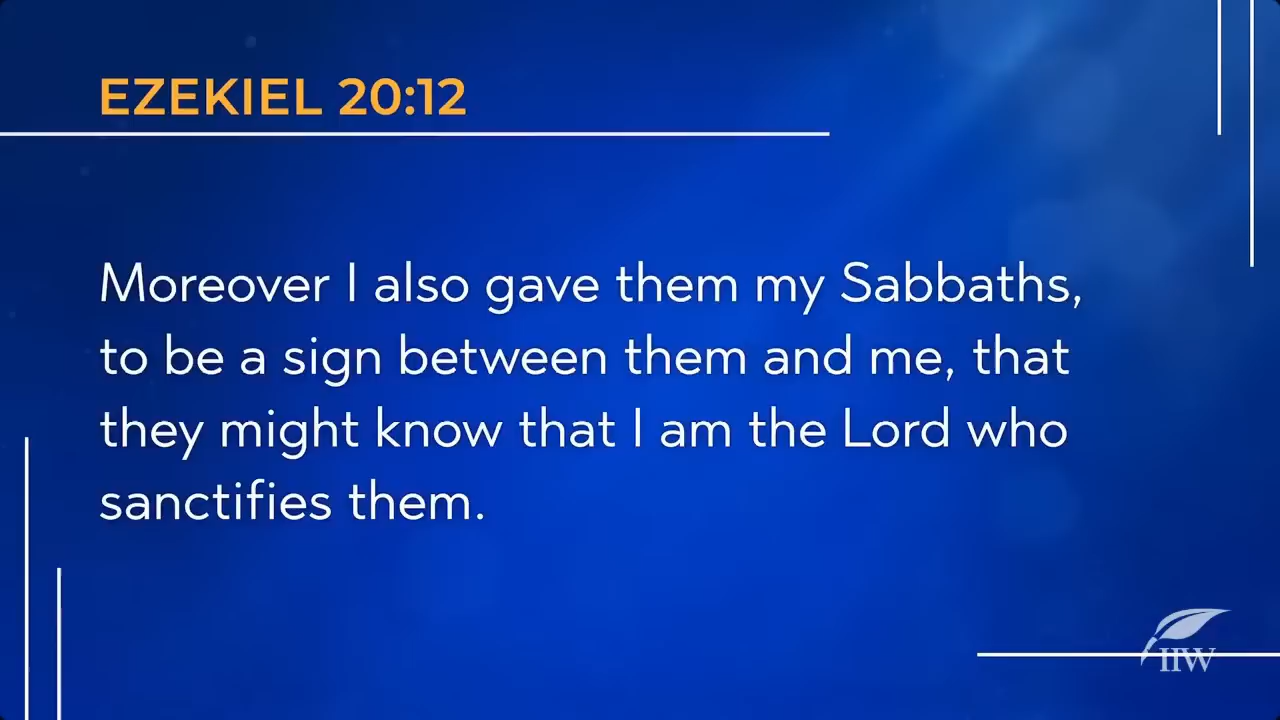 EZEKIEL 20:12
Moreover I also gave them my Sabbaths,
to be a sign between them and me, that
they might know that I am the Lord who
sanctifies them.
IIW